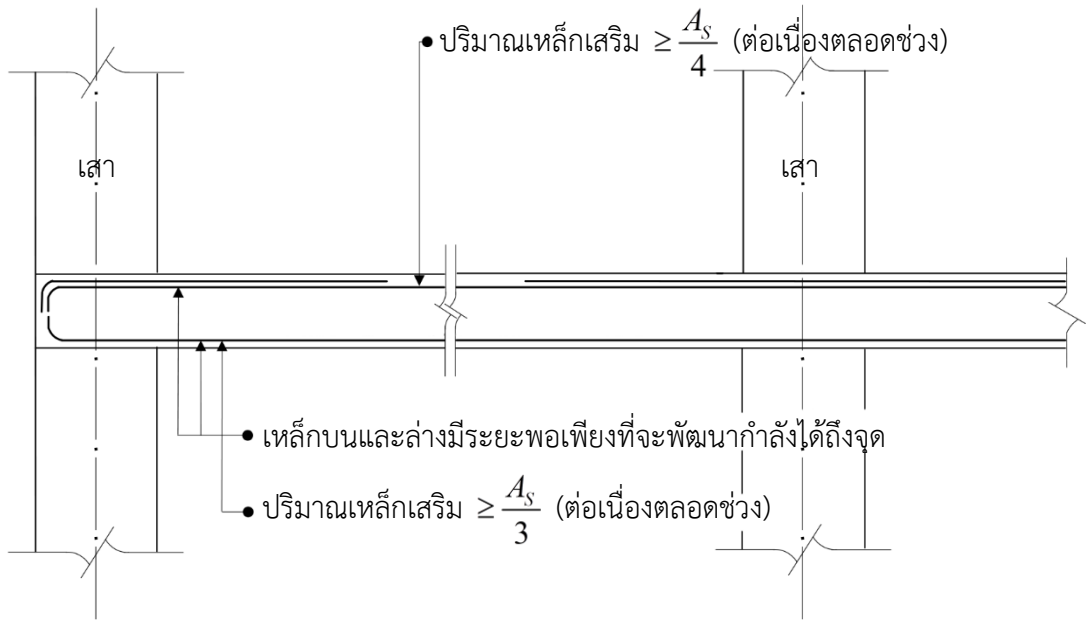 ปริมาณเหล็กเสริม ≥ A_S/4 (ต่อเนื่องตลอดช่วง)
เสา เสา
เหล็กบนและล่างมีระยะพอเพียงที่จะพัฒนากำลังได้ถึงจุด
ปริมาณเหล็กเสริม ≥ A_S/3 (ต่อเนื่องตลอดช่วง)